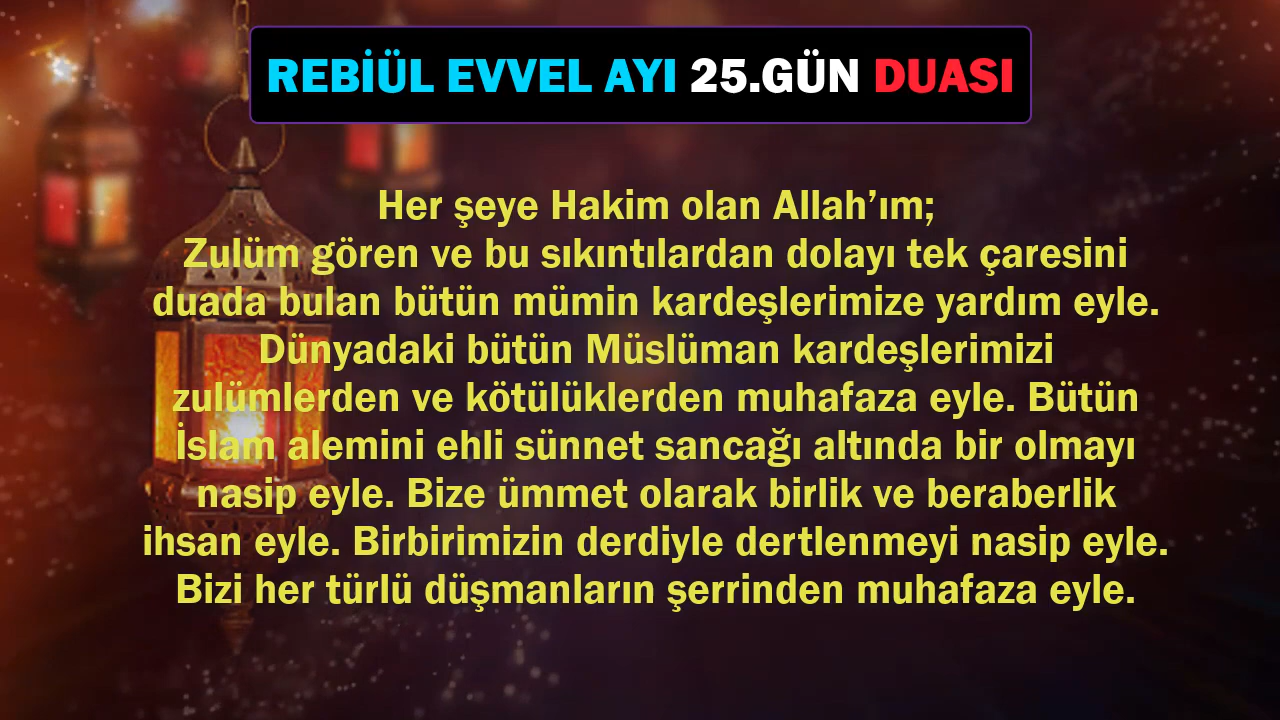 REBİÜL EVVEL AYI 25.GÜN DUASI
Her şeye Hakim olan Allah’ım;
Zulüm gören ve bu sıkıntılardan dolayı tek çaresini
duada bulan bütün mümin kardeşlerimize yardım eyle.
Dünyadaki bütün Müslüman kardeşlerimizi
zulümlerden ve kötülüklerden muhafaza eyle. Bütün
İslam alemini ehli sünnet sancağı altında bir olmayı
nasip eyle. Bize ümmet olarak birlik ve beraberlik
ihsan eyle. Birbirimizin derdiyle dertlenmeyi nasip eyle.
Bizi her türlü düşmanların şerrinden muhafaza eyle.